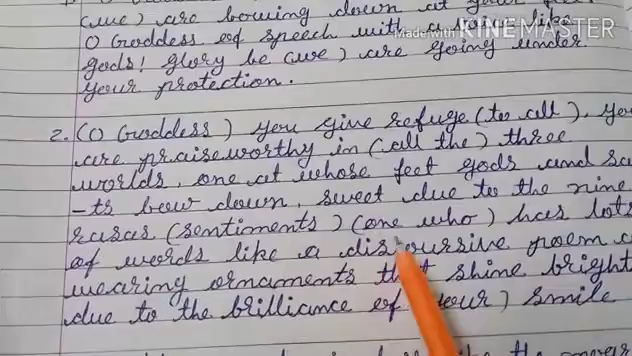 (we) are bowing down at your feet
Made with KINEMASTER
O Goddess of speech with a voice like
gods! Glory be (we) are going under
your protection.
2. (O Goddess) you give refuge (to all), you
are praiseworthy in (all the) three
worlds, one at whose feet gods and sa
-ts bow down, sweet due to the nine
rasas (sentiments) (one who) has lots
of words like a discoursive poem
wearing ornaments that shine bright
due to the brilliance of your) smile